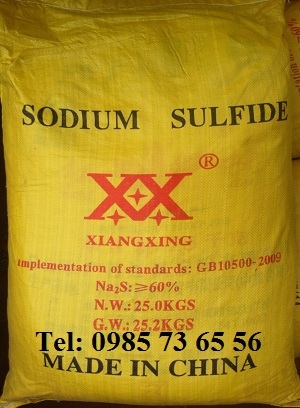 SODIUM SULFIDE
®
XX
XIANGXING
Implementation of standards: GB10500-2009
Na₂S: ≥60%
N.W.: 25.0KGS
G.W.: 25.2KGS
Tel: 0985 73 65 56
MADE IN CHINA